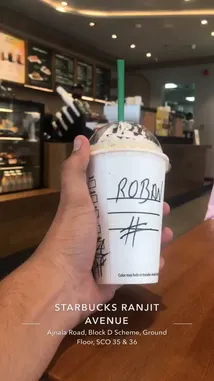 ROBIN
#
STARBUCKS RANJIT
AVENUE
Ajnala Road, Block D Scheme, Ground
Floor, SCO 35 & 36